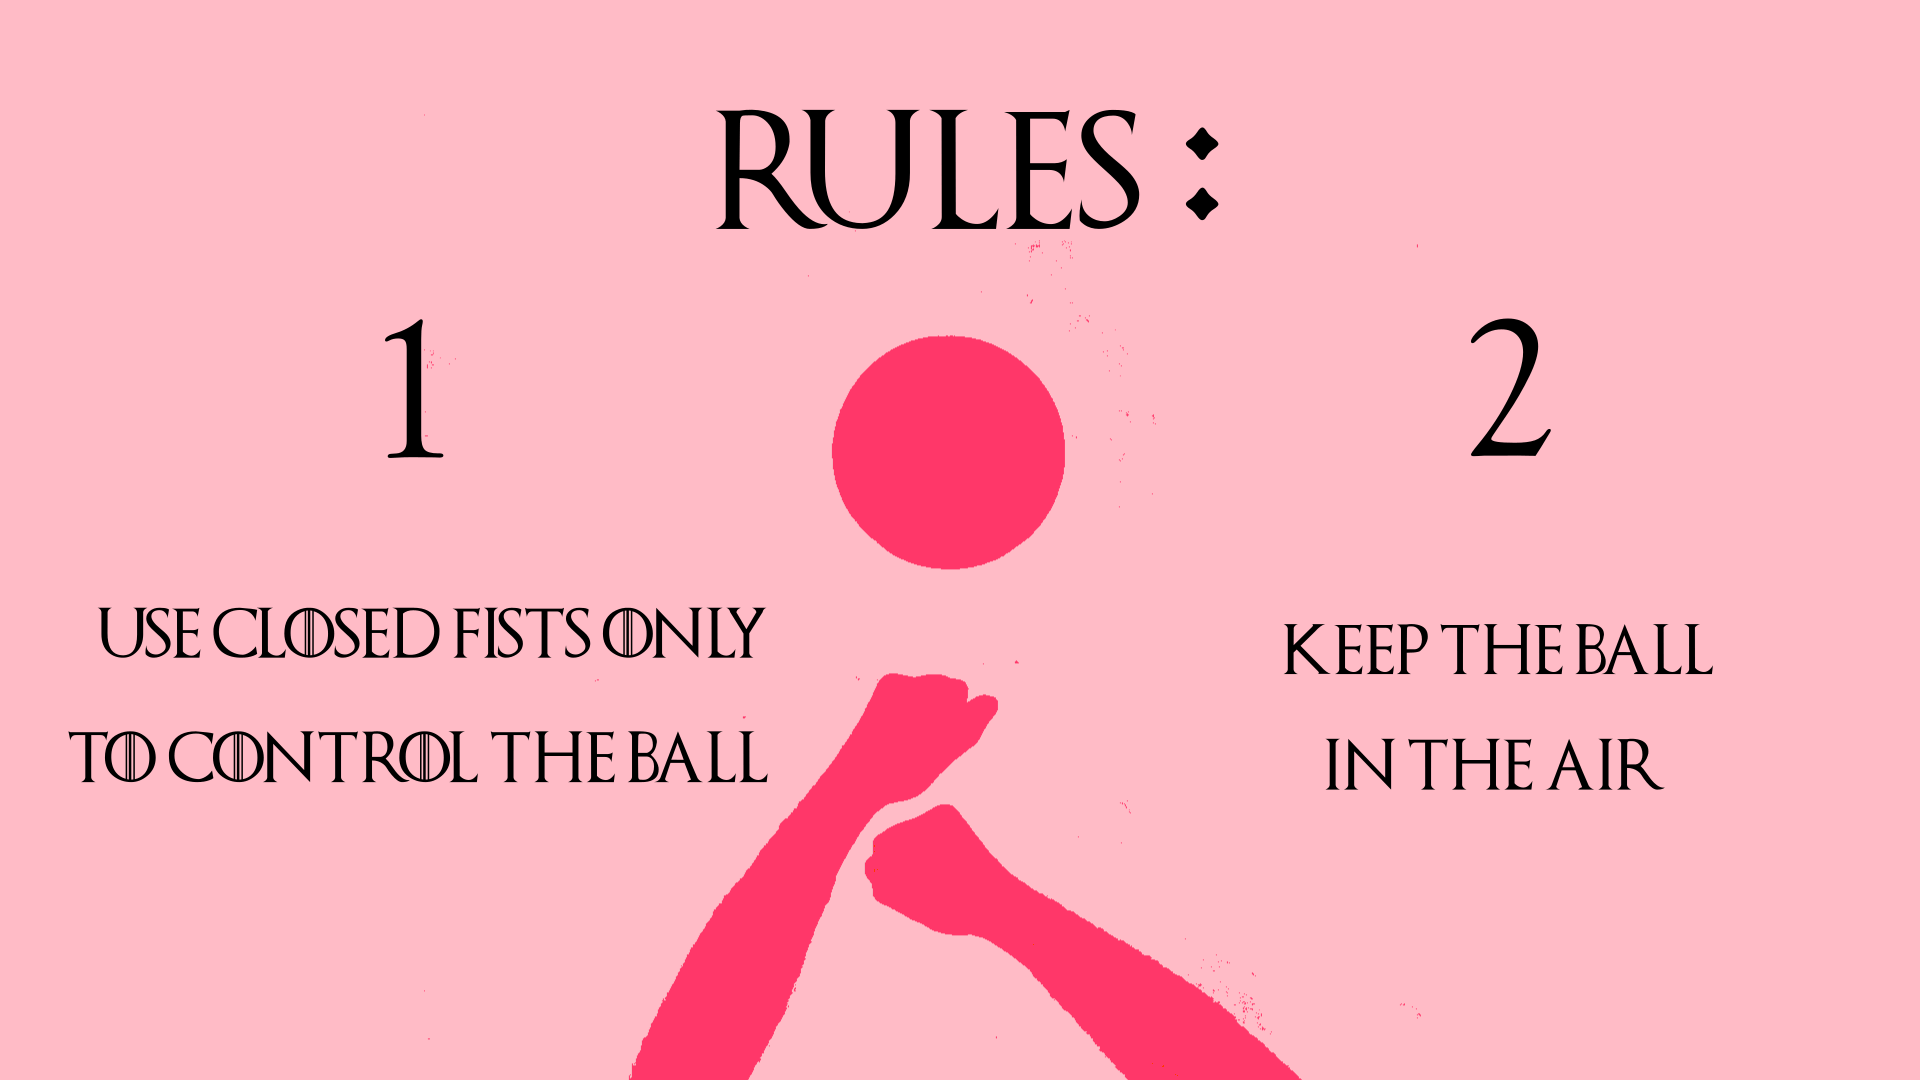 RULES :
1
USE CLOSED FISTS ONLY
TO CONTROL THE BALL
2
KEEP THE BALL
IN THE AIR